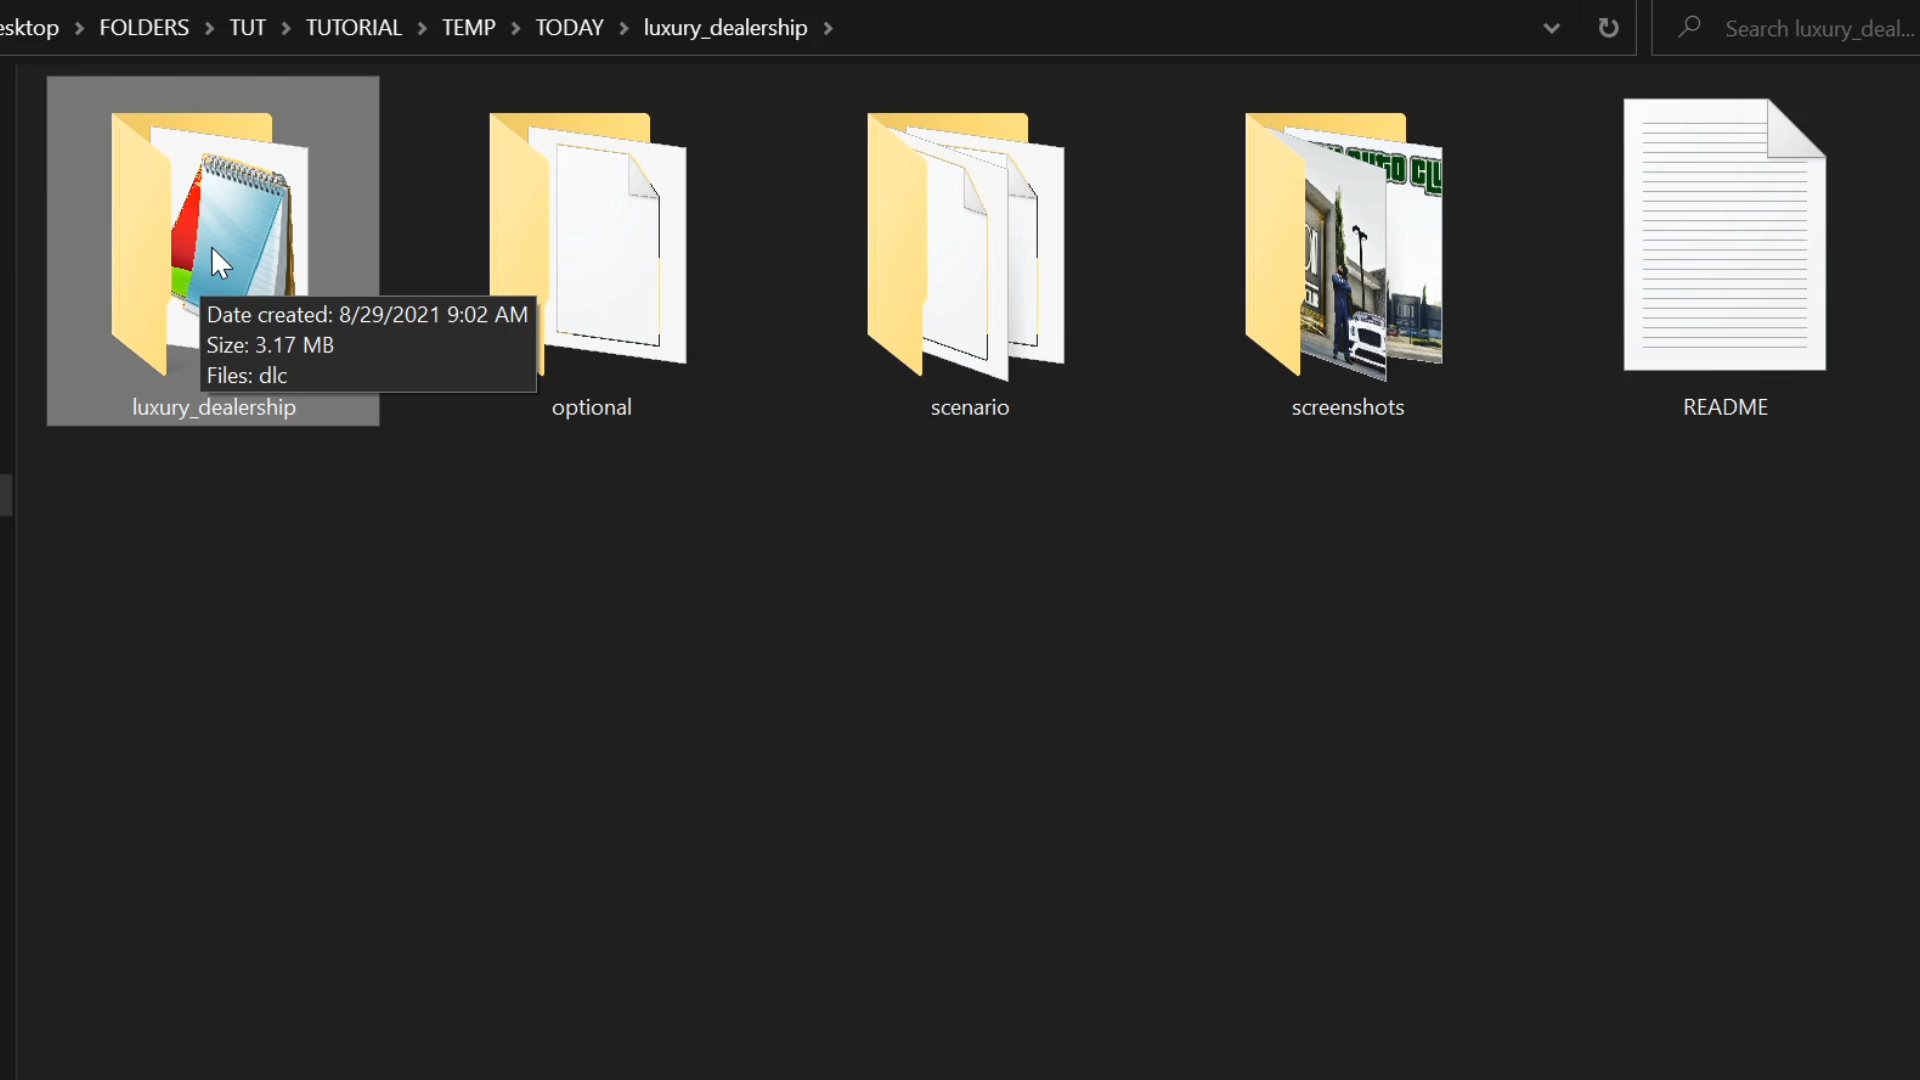 esktop > FOLDERS > TUT > TUTORIAL > TEMP > TODAY > luxury_dealership >
Search luxury_deal...
Date created: 8/29/2021 9:02 AM
Size: 3.17 MB
Files: dlc
luxury_dealership
optional
scenario
screenshots
README